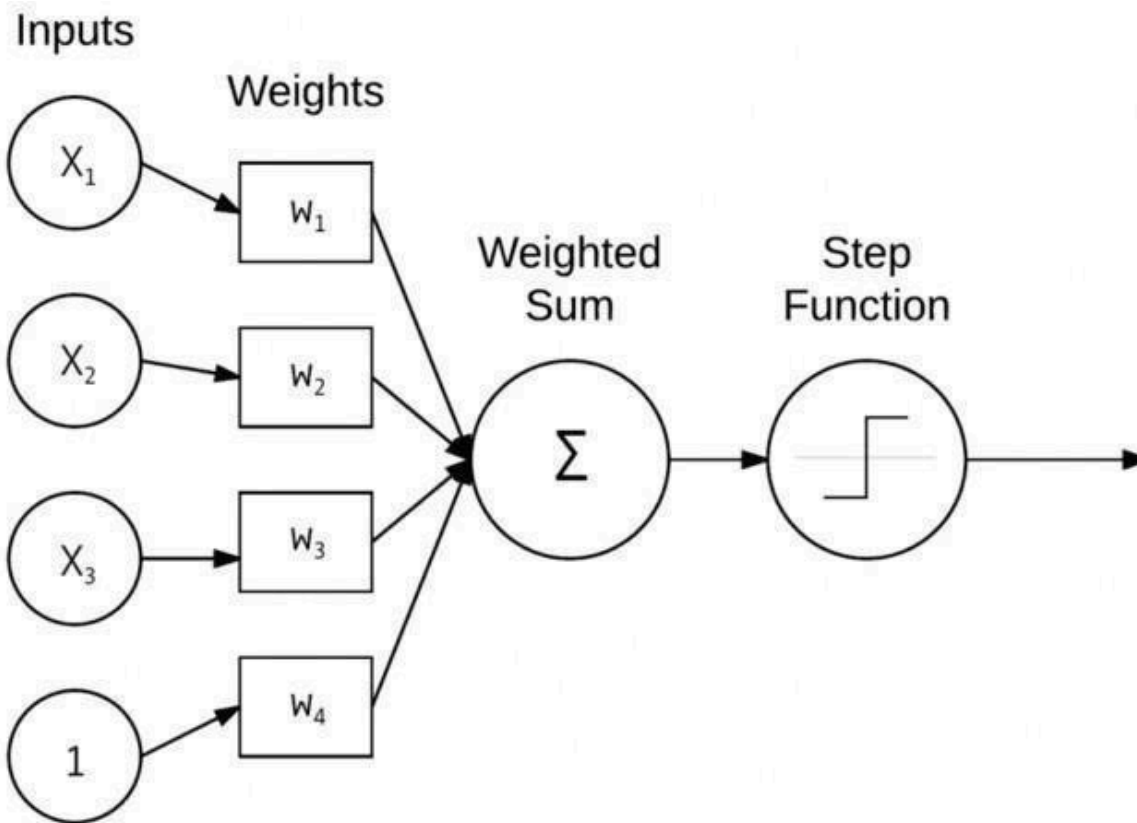 Inputs
Weights
X₁
w₁
X₂
w₂
X₃
w₃
1
w₄
Weighted
Sum
Σ
Step
Function